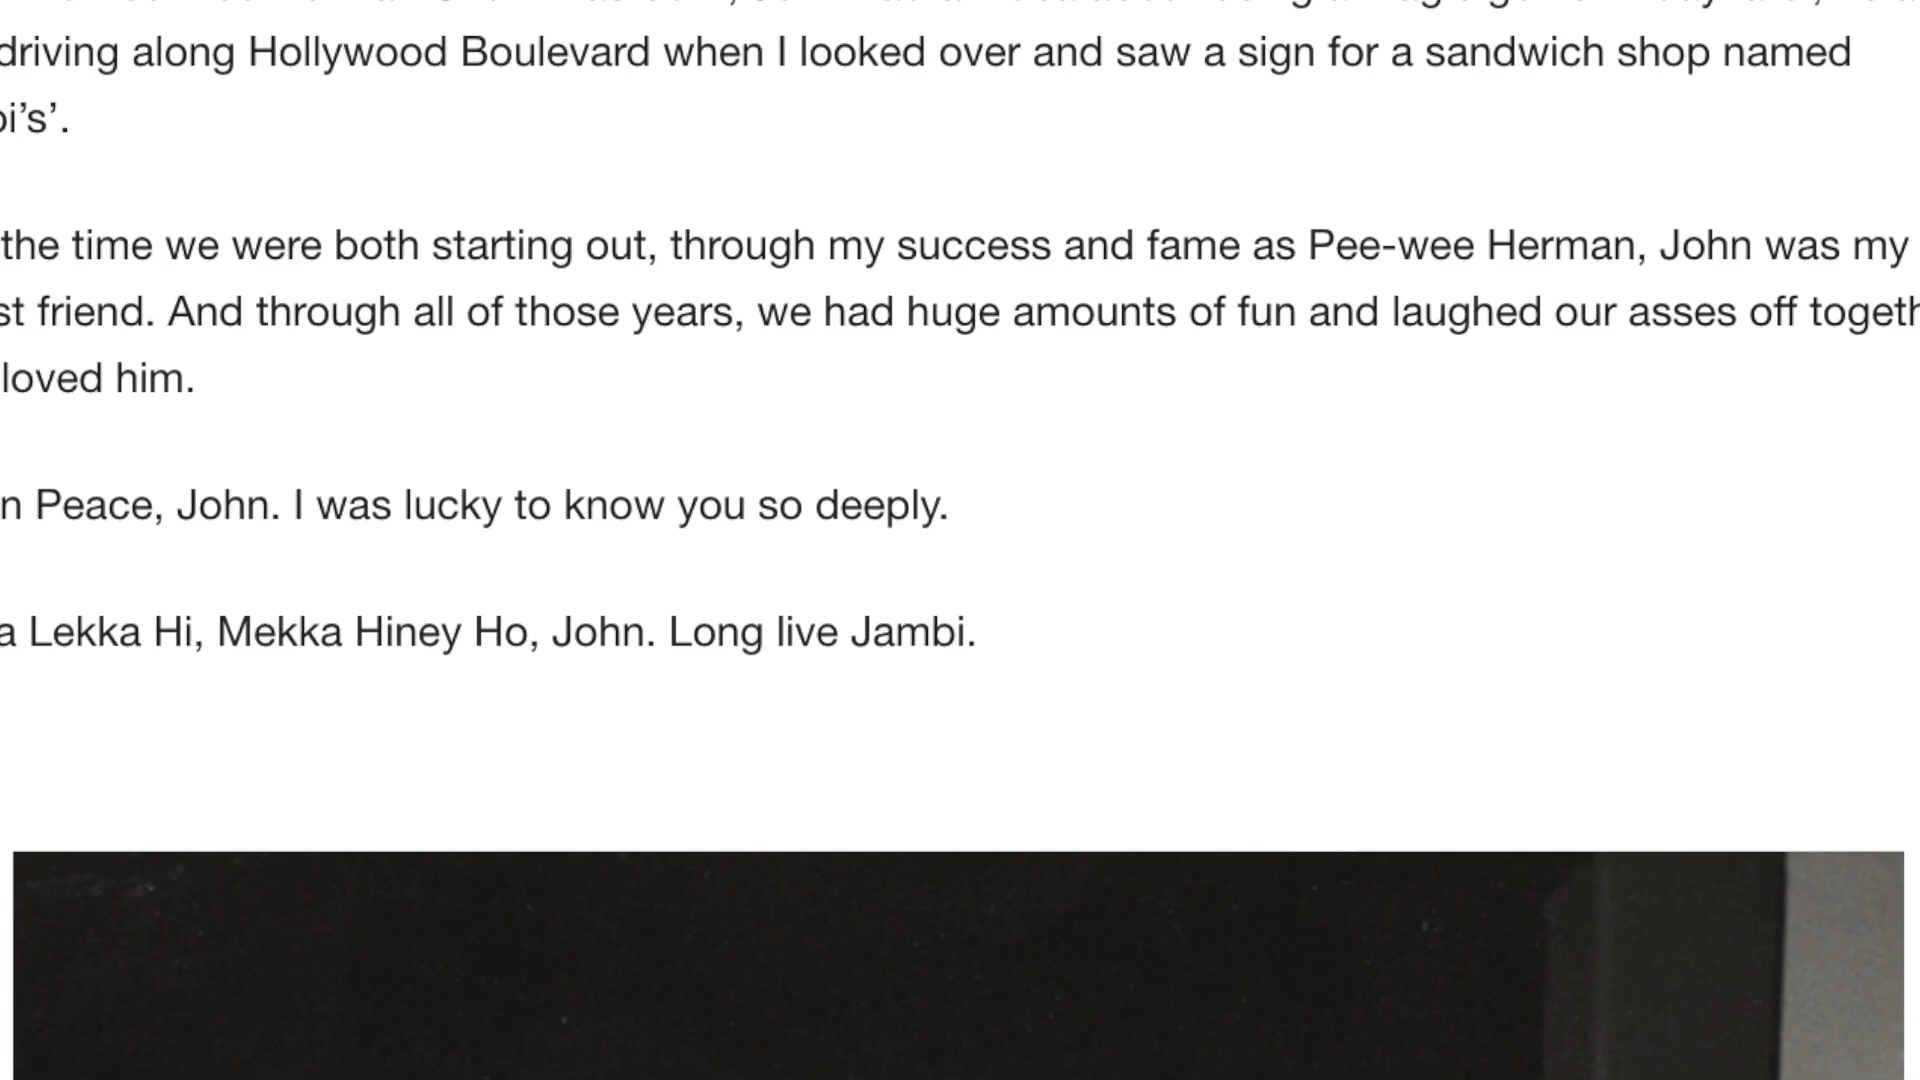 driving along Hollywood Boulevard when I looked over and saw a sign for a sandwich shop named
bi’s’.
the time we were both starting out, through my success and fame as Pee-wee Herman, John was my
st friend. And through all of those years, we had huge amounts of fun and laughed our asses off togeth
loved him.
n Peace, John. I was lucky to know you so deeply.
a Lekka Hi, Mekka Hiney Ho, John. Long live Jambi.